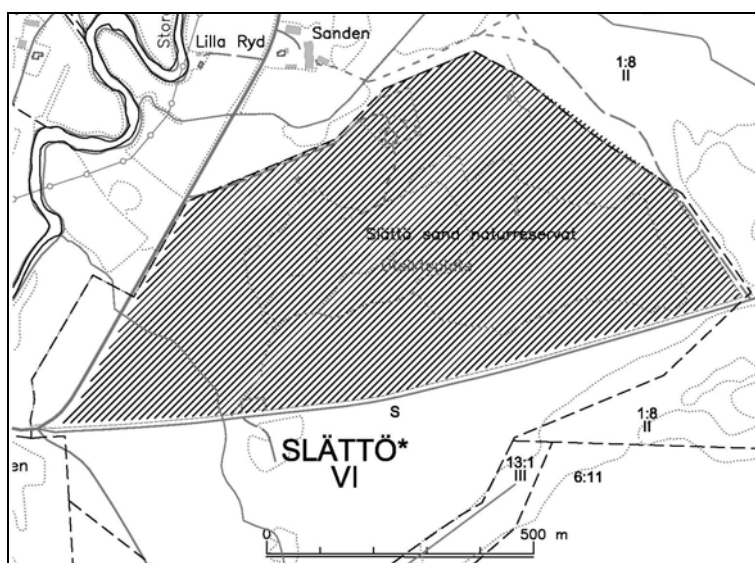 Lilla Ryd
Sanden
Stor
1:8
II
Slättö sand naturreservat
S
SLÄTTÖ*
VI
1:8
II
13:1
III
6:11
en
0
500 m